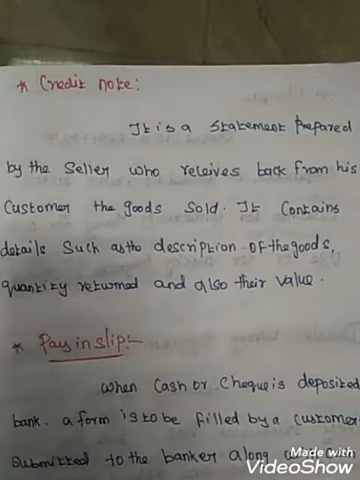 * Credit note:
It is a statement prepared
by the Seller who receives back from his
Customer the goods sold. It Contains
details Such as the description of the goods,
quantity returned and also their value.
* Pay in slip:-
when Cash or Cheque is deposited
bank. a form is to be filled by a customer
Submitted to the banker along
Made with
VideoShow